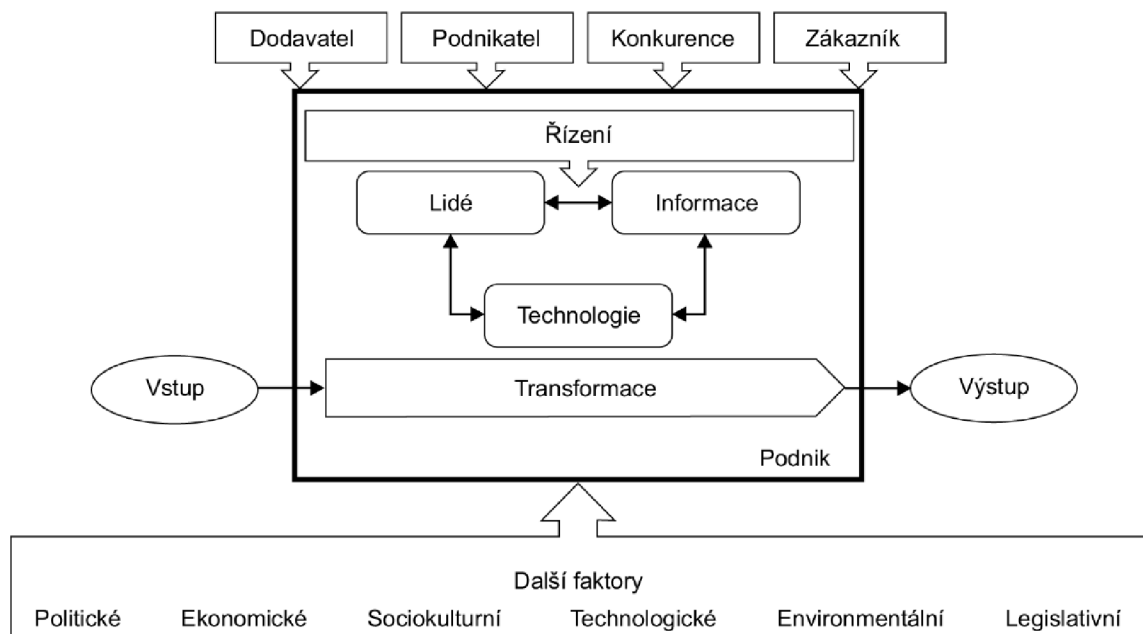 Dodavatel
Podnikatel
Konkurence
Zákazník
Řízení
Lidé
Informace
Technologie
Vstup
Transformace
Výstup
Podnik
Další faktory
Politické Ekonomické Sociokulturní Technologické Environmentální Legislativní